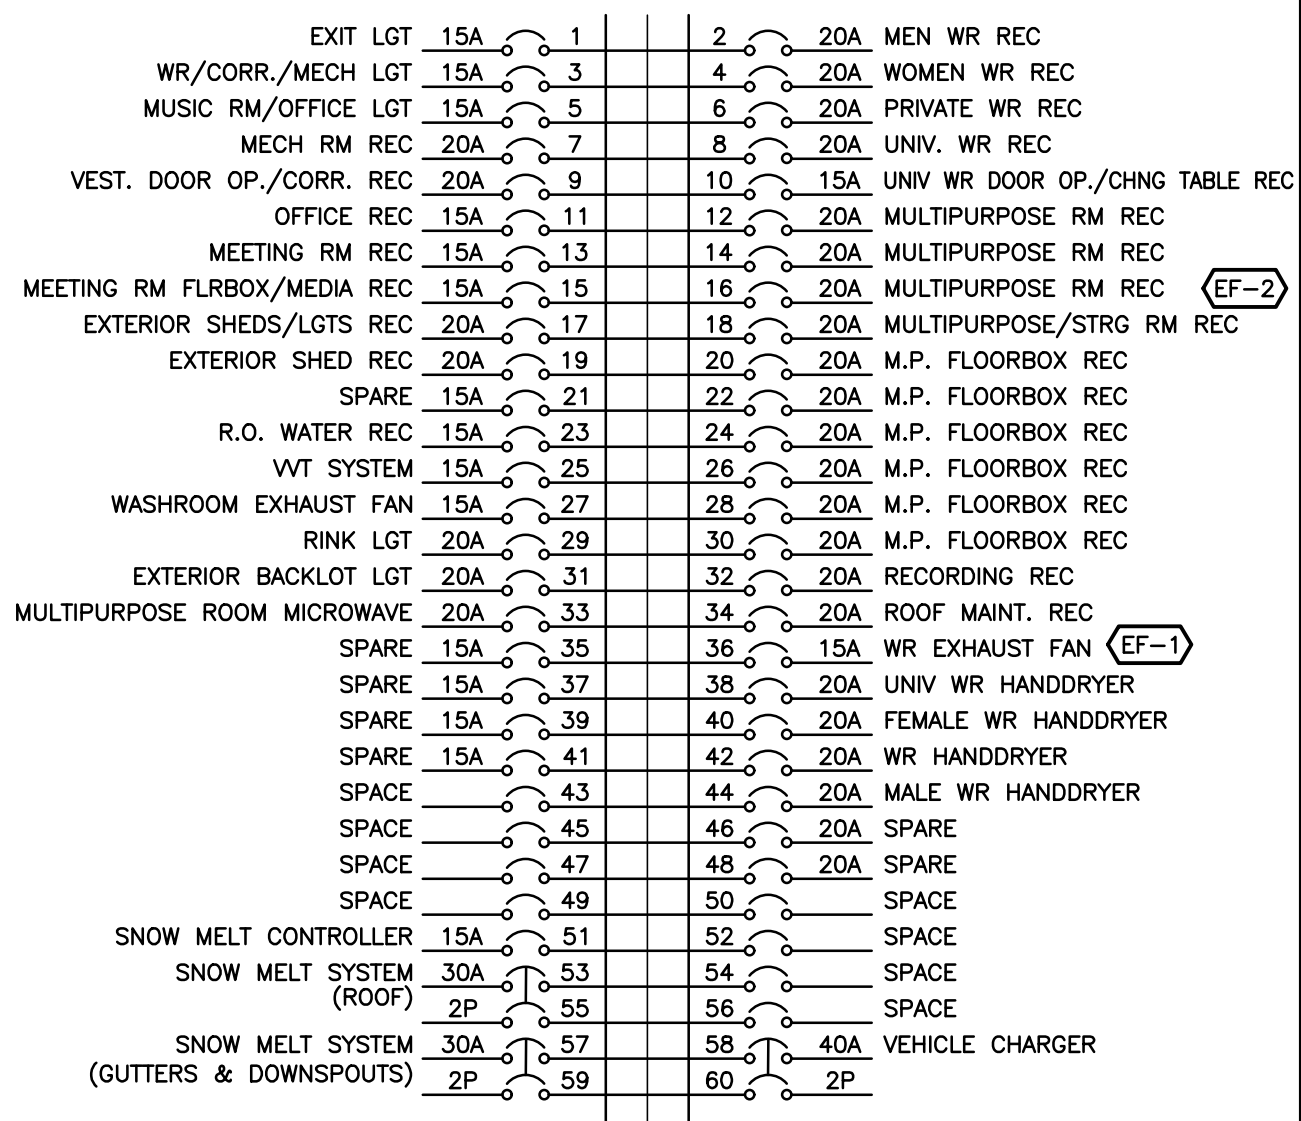 EXIT LGT 15A 1 2 20A MEN WR REC
WR/CORR./MECH LGT 15A 3 4 20A WOMEN WR REC
MUSIC RM/OFFICE LGT 15A 5 6 20A PRIVATE WR REC
MECH RM REC 20A 7 8 20A UNIV. WR REC
VEST. DOOR OP./CORR. REC 20A 9 10 15A UNIV WR DOOR OP./CHNG TABLE REC
OFFICE REC 15A 11 12 20A MULTIPURPOSE RM REC
MEETING RM REC 15A 13 14 20A MULTIPURPOSE RM REC
MEETING RM FLRBOX/MEDIA REC 15A 15 16 20A MULTIPURPOSE RM REC EF-2
EXTERIOR SHEDS/LGTS REC 20A 17 18 20A MULTIPURPOSE/STRG RM REC
EXTERIOR SHED REC 20A 19 20 20A M.P. FLOORBOX REC
SPARE 15A 21 22 20A M.P. FLOORBOX REC
R.O. WATER REC 15A 23 24 20A M.P. FLOORBOX REC
VVT SYSTEM 15A 25 26 20A M.P. FLOORBOX REC
WASHROOM EXHAUST FAN 15A 27 28 20A M.P. FLOORBOX REC
RINK LGT 20A 29 30 20A M.P. FLOORBOX REC
EXTERIOR BACKLOT LGT 20A 31 32 20A RECORDING REC
MULTIPURPOSE ROOM MICROWAVE 20A 33 34 20A ROOF MAINT. REC
SPARE 15A 35 36 15A WR EXHAUST FAN EF-1
SPARE 15A 37 38 20A UNIV WR HANDDRYER
SPARE 15A 39 40 20A FEMALE WR HANDDRYER
SPARE 15A 41 42 20A WR HANDDRYER
SPACE 43 44 20A MALE WR HANDDRYER
SPACE 45 46 20A SPARE
SPACE 47 48 20A SPARE
SPACE 49 50 SPACE
SNOW MELT CONTROLLER 15A 51 52 SPACE
SNOW MELT SYSTEM 30A 53 54 SPACE
(ROOF) 2P 55 56 SPACE
SNOW MELT SYSTEM 30A 57 58 40A VEHICLE CHARGER
(GUTTERS & DOWNSPOUTS) 2P 59 60 2P